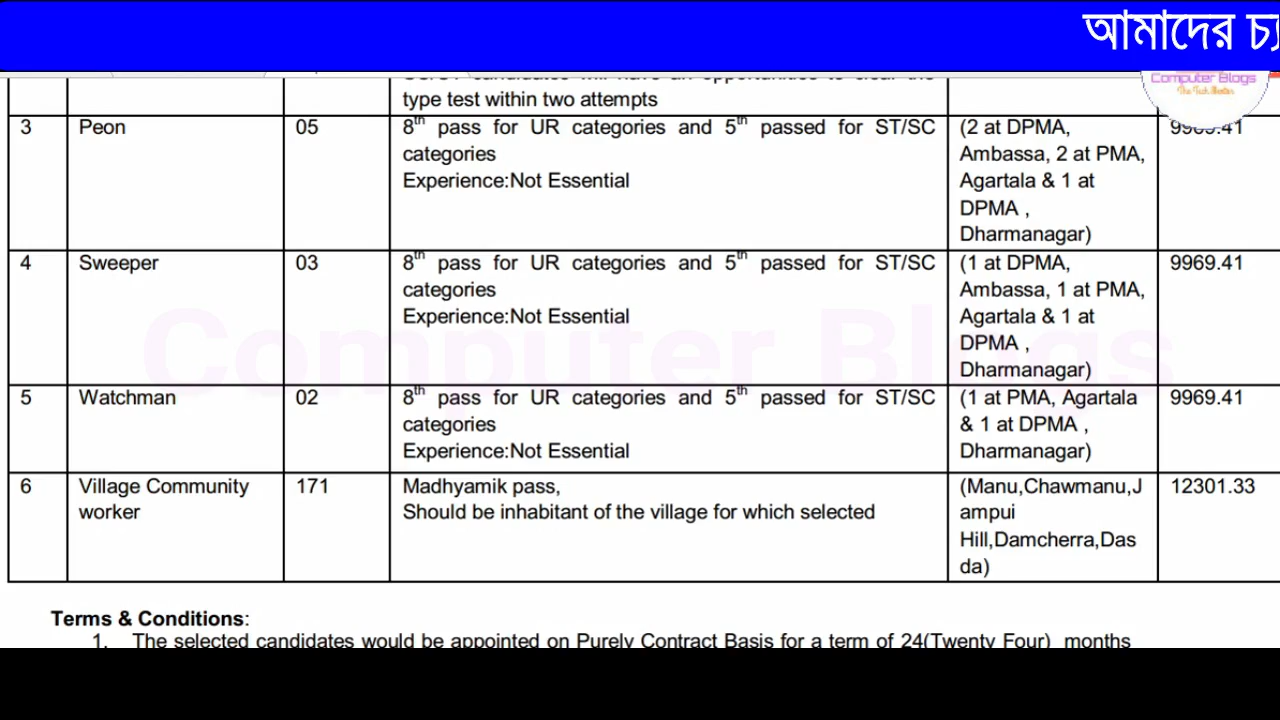 আমাদের
Computer Blogs
The Tech Master
type test within two attempts
3 Peon 05 8th pass for UR categories and 5th passed for ST/SC categories
Experience:Not Essential (2 at DPMA,
Ambassa, 2 at PMA,
Agartala & 1 at
DPMA ,
Dharmanagar)
4 Sweeper 03 8th pass for UR categories and 5th passed for ST/SC
categories
Experience:Not Essential (1 at DPMA,
Ambassa, 1 at PMA,
Agartala & 1 at
DPMA ,
Dharmanagar) 9969.41
5 Watchman 02 8th pass for UR categories and 5th passed for ST/SC
categories
Experience:Not Essential (1 at PMA, Agartala
& 1 at DPMA ,
Dharmanagar) 9969.41
6 Village Community
worker 171 Madhyamik pass,
Should be inhabitant of the village for which selected (Manu,Chawmanu,J
ampui
Hill,Damcherra,Das
da) 12301.33
Computer Blogs
Terms & Conditions:
1. The selected candidates would be appointed on Purely Contract Basis for a term of 24(Twenty Four) months